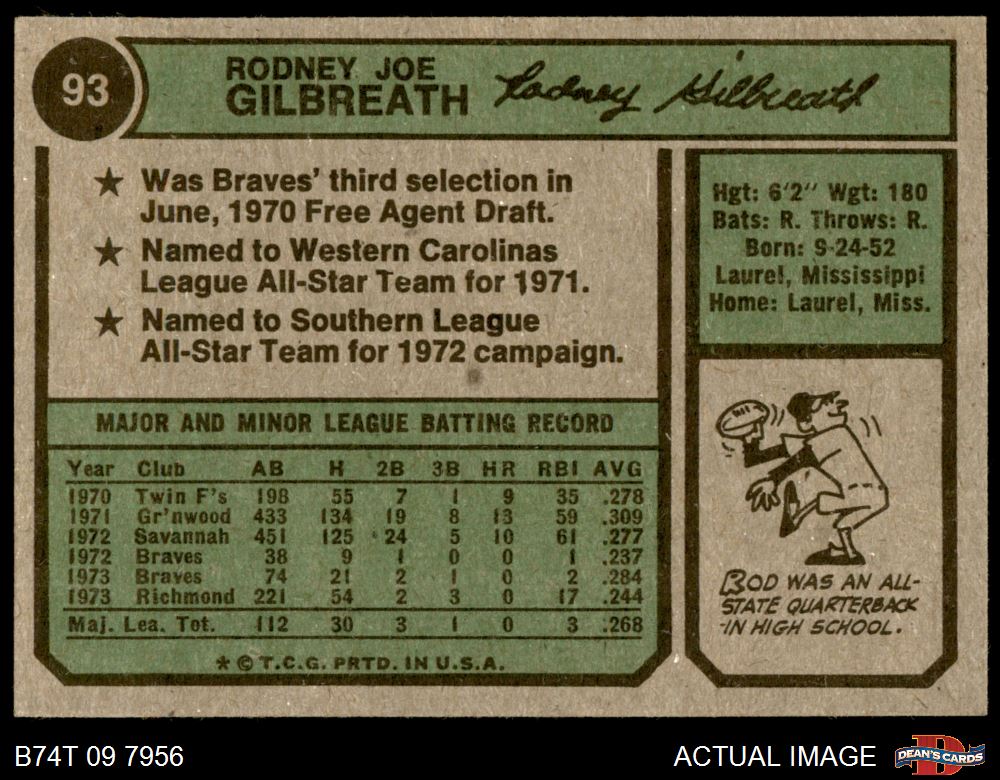 93
RODNEY JOE
GILBREATH
Rodney Gilbreath
★ Was Braves' third selection in
June, 1970 Free Agent Draft.
★ Named to Western Carolinas
League All-Star Team for 1971.
★ Named to Southern League
All-Star Team for 1972 campaign.
Hgt: 6'2" Wgt: 180
Bats: R. Throws: R.
Born: 9-24-52
Laurel, Mississippi
Home: Laurel, Miss.
MAJOR AND MINOR LEAGUE BATTING RECORD
Year Club AB H 2B 3B HR RBI AVG
1970 Twin F's 198 55 7 1 9 35 .278
1971 Gr'nwood 433 134 19 8 13 59 .309
1972 Savannah 451 125 24 5 10 61 .277
1972 Braves 38 9 1 0 0 1 .237
1973 Braves 74 21 2 1 0 2 .284
1973 Richmond 221 54 2 3 0 17 .244
Maj. Lea. Tot. 112 30 3 1 0 3 .268
★ © T.C.G. PRTD. IN U.S.A.
ROD WAS AN ALL-
STATE QUARTERBACK
IN HIGH SCHOOL.
B74T 09 7956
ACTUAL IMAGE
D
DEAN'S CARDS